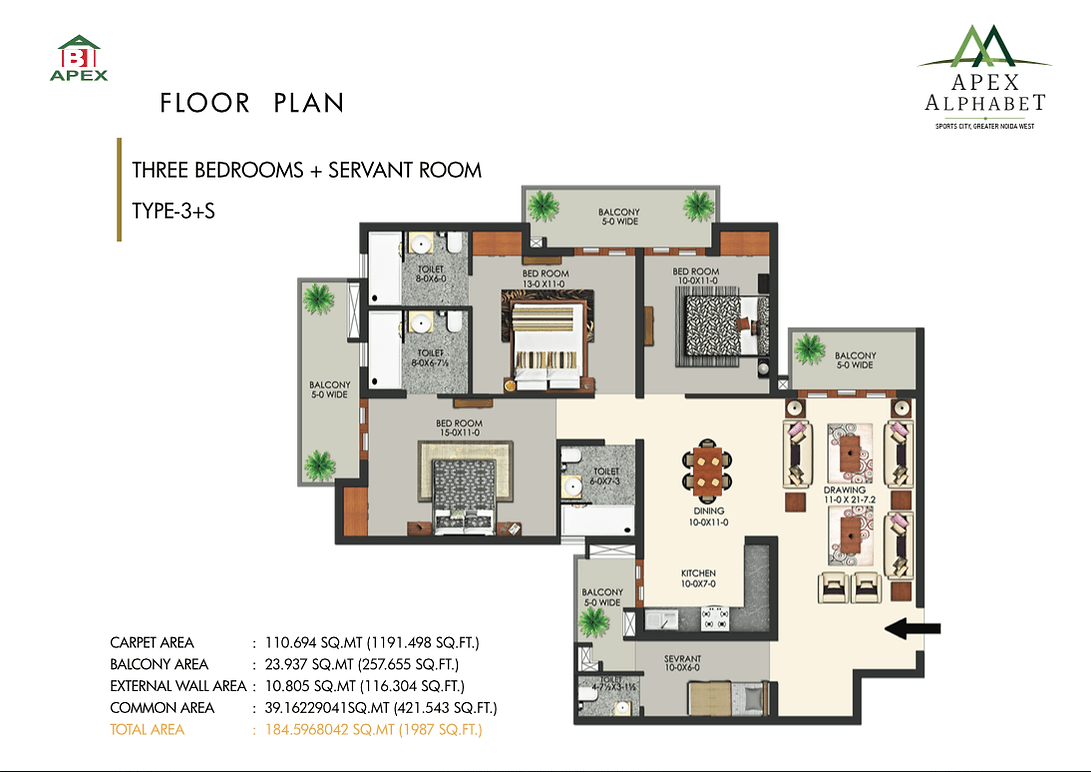 ABI
APEX
APEX
ALPHABET
SPORTS CITY, GREATER NOIDA WEST
FLOOR PLAN
THREE BEDROOMS + SERVANT ROOM
TYPE-3+S
BALCONY
5-0 WIDE
TOILET
8-0X6-0
BED ROOM
13-0 X11-0
BED ROOM
10-0X11-0
TOILET
8-0X6-7½
BALCONY
5-0 WIDE
BALCONY
5-0 WIDE
BED ROOM
15-0X11-0
TOILET
6-0X7-3
DRAWING
11-0 X 21-7.2
DINING
10-0X11-0
KITCHEN
10-0X7-0
BALCONY
5-0 WIDE
SEVRANT
10-0X6-0
TOILET
4-7½X3-1½
CARPET AREA : 110.694 SQ.MT (1191.498 SQ.FT.)
BALCONY AREA : 23.937 SQ.MT (257.655 SQ.FT.)
EXTERNAL WALL AREA : 10.805 SQ.MT (116.304 SQ.FT.)
COMMON AREA : 39.16229041SQ.MT (421.543 SQ.FT.)
TOTAL AREA : 184.5968042 SQ.MT (1987 SQ.FT.)